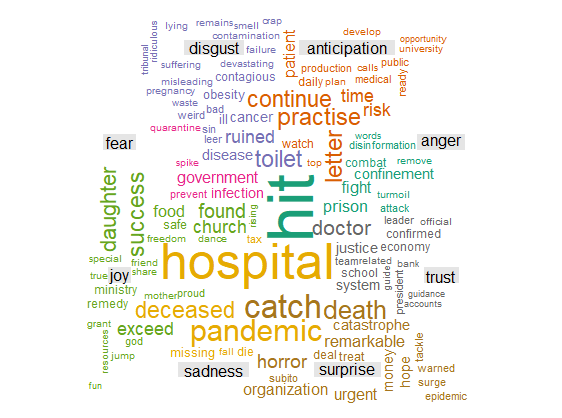 lying remains smell crap
contamination
develop
opportunity
university
tribunal
ridiculous
disgust
failure
patient
anticipation
suffering
devastating
contagious
production calls
public
misleading
daily plan
medical
ready
pregnancy
obesity
continue
time
waste
bad
weird
ill cancer
practise
risk
quarantine
sin
fear
leer
ruined
watch
letter
words
disinformation
anger
disease
toilet
top
combat
remove
spike
government
hit
confinement
daughter
success
prevent
infection
fight
turmoil
food
found
rising
prison
attack
safe
church
doctor
leader
official
freedom
dance
tax
confirmed
special
friend
hospital
justice
economy
teamrelated
bank
true
joy
share
school
guide
trust
ministry
mother
proud
system
president
guidance
remedy
deceased
catch
death
accounts
grant
exceed
pandemic
catastrophe
resources
god
remarkable
tackle
jump
missing
fall
die
deal
treat
horror
money
hope
warned
sadness
surprise
surge
fun
subito
organization
urgent
epidemic